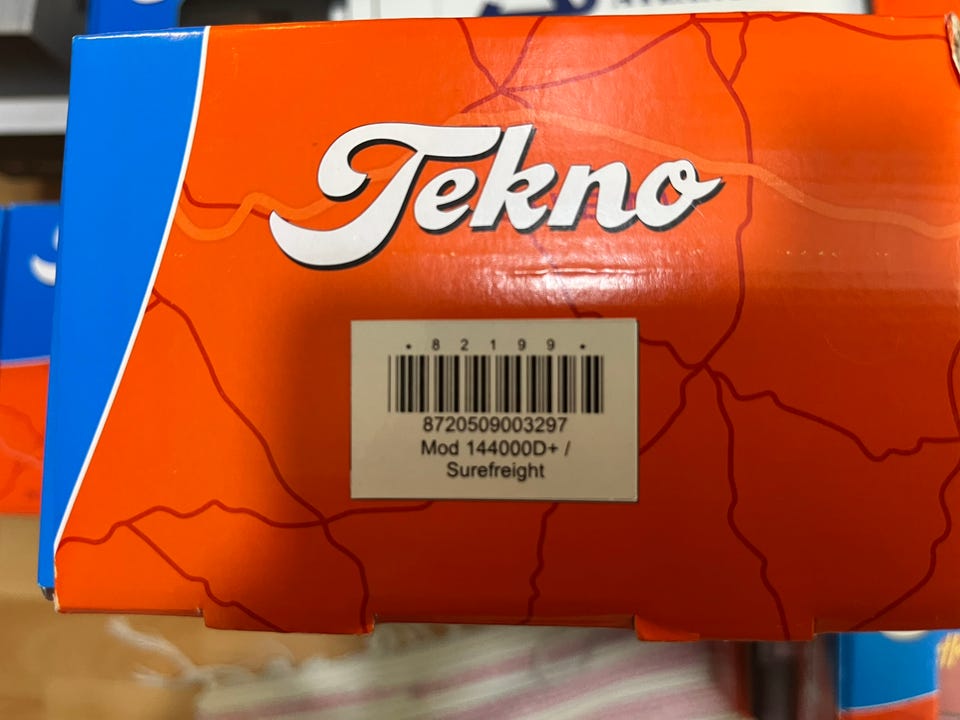 Tekno
* 82199 *
8720509003297
Mod 144000D+ /
Surefreight